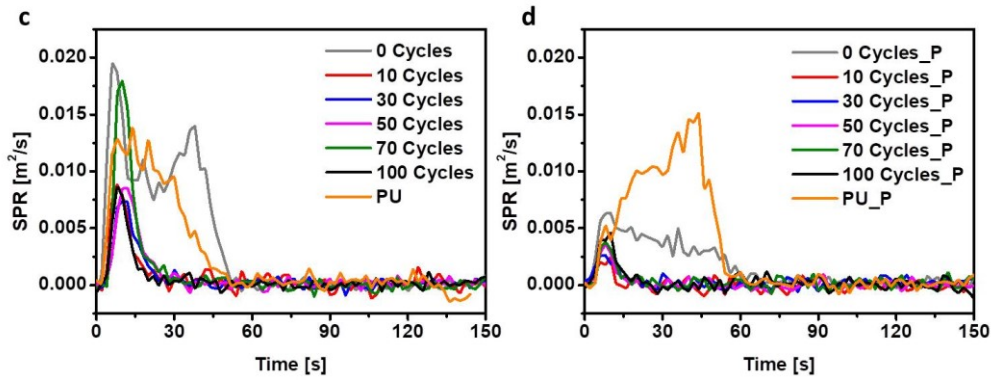 c
SPR [m²/s]
0.020
0.015
0.010
0.005
0.000
0 Cycles
10 Cycles
30 Cycles
50 Cycles
70 Cycles
100 Cycles
PU
0 30 60 90 120 150
Time [s]
d
SPR [m²/s]
0.020
0.015
0.010
0.005
0.000
0 Cycles_P
10 Cycles_P
30 Cycles_P
50 Cycles_P
70 Cycles_P
100 Cycles_P
PU_P
0 30 60 90 120 150
Time [s]